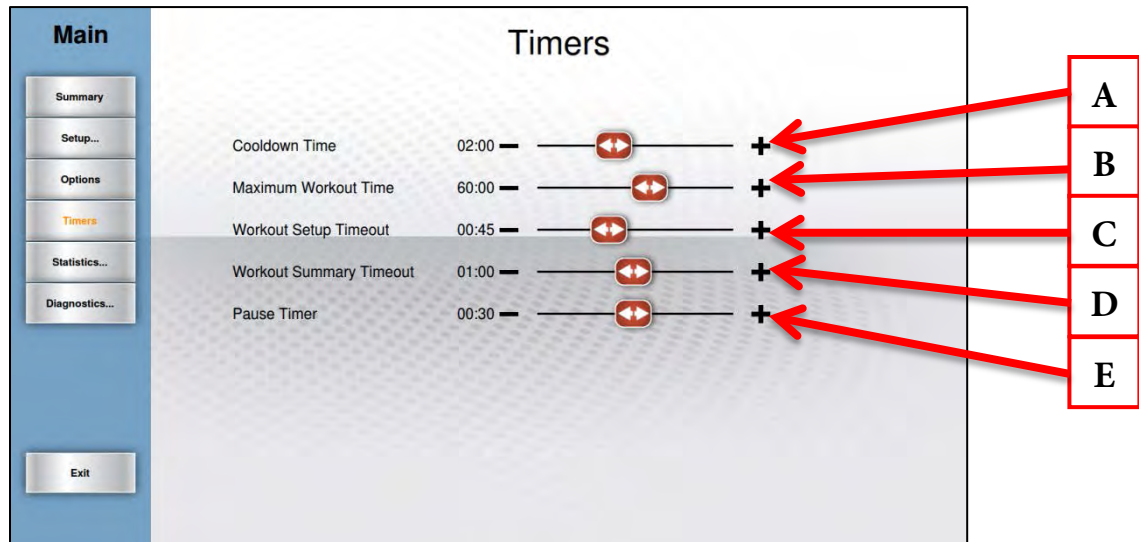 Main
Timers
Summary
Setup...
Options
Timers
Statistics...
Diagnostics...
Exit
Cooldown Time 02:00
Maximum Workout Time 60:00
Workout Setup Timeout 00:45
Workout Summary Timeout 01:00
Pause Timer 00:30
A
B
C
D
E